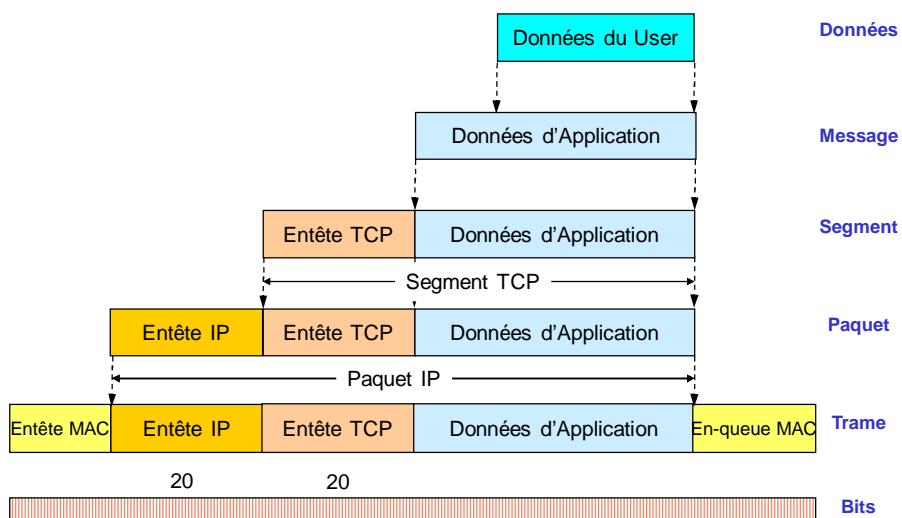 Données du User Données
Données d'Application Message
Entête TCP Données d'Application Segment
Segment TCP
Entête IP Entête TCP Données d'Application Paquet
Paquet IP
Entête MAC Entête IP Entête TCP Données d'Application En-queue MAC Trame
20 20
Bits